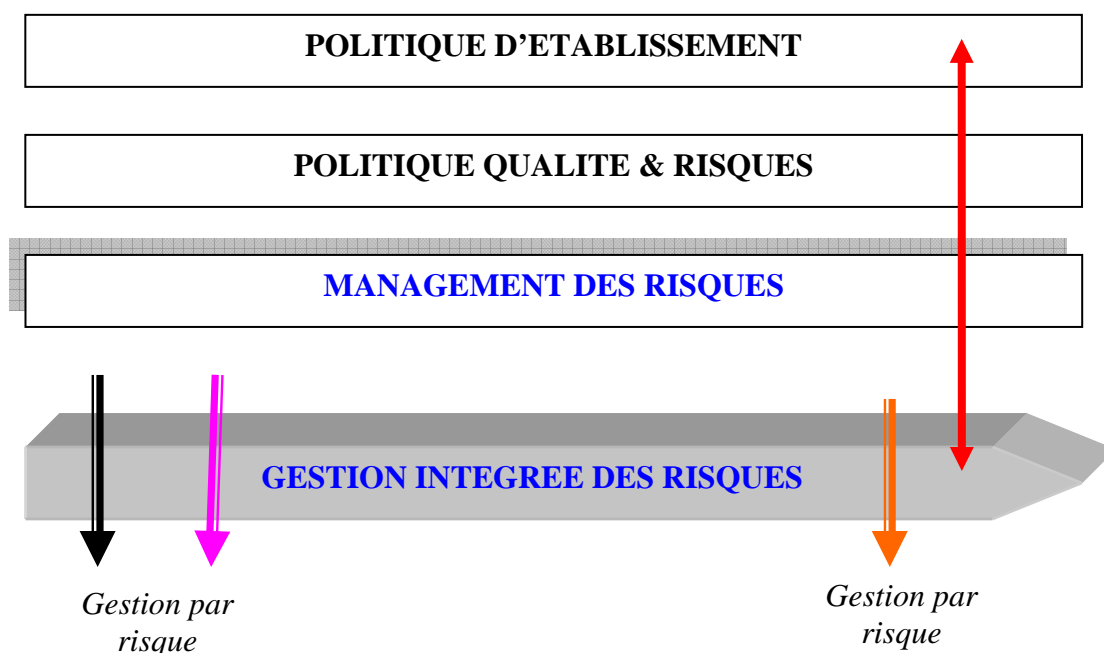 POLITIQUE D’ETABLISSEMENT
POLITIQUE QUALITE & RISQUES
MANAGEMENT DES RISQUES
GESTION INTEGREE DES RISQUES
Gestion par
risque
Gestion par
risque